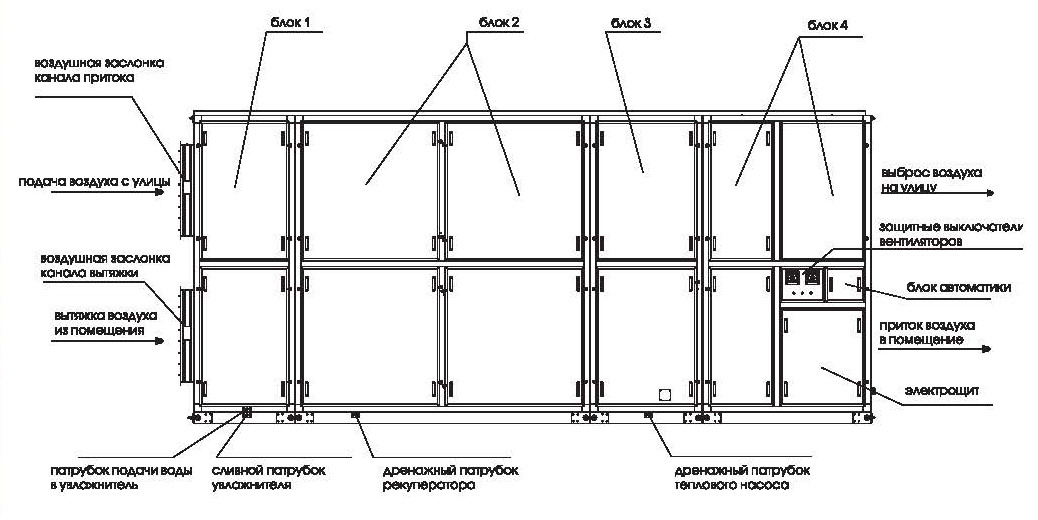 блок 1
блок 2
блок 3
блок 4
воздушная заслонка
канала притока
подача воздуха с улицы
воздушная заслонка
канала вытяжки
вытяжка воздуха
из помещения
выброс воздуха
на улицу
защитные выключатели
вентиляторов
блок автоматики
приток воздуха
в помещение
электрощит
патрубок подачи воды
в увлажнитель
сливной патрубок
увлажнителя
дренажный патрубок
рекуператора
дренажный патрубок
теплового насоса